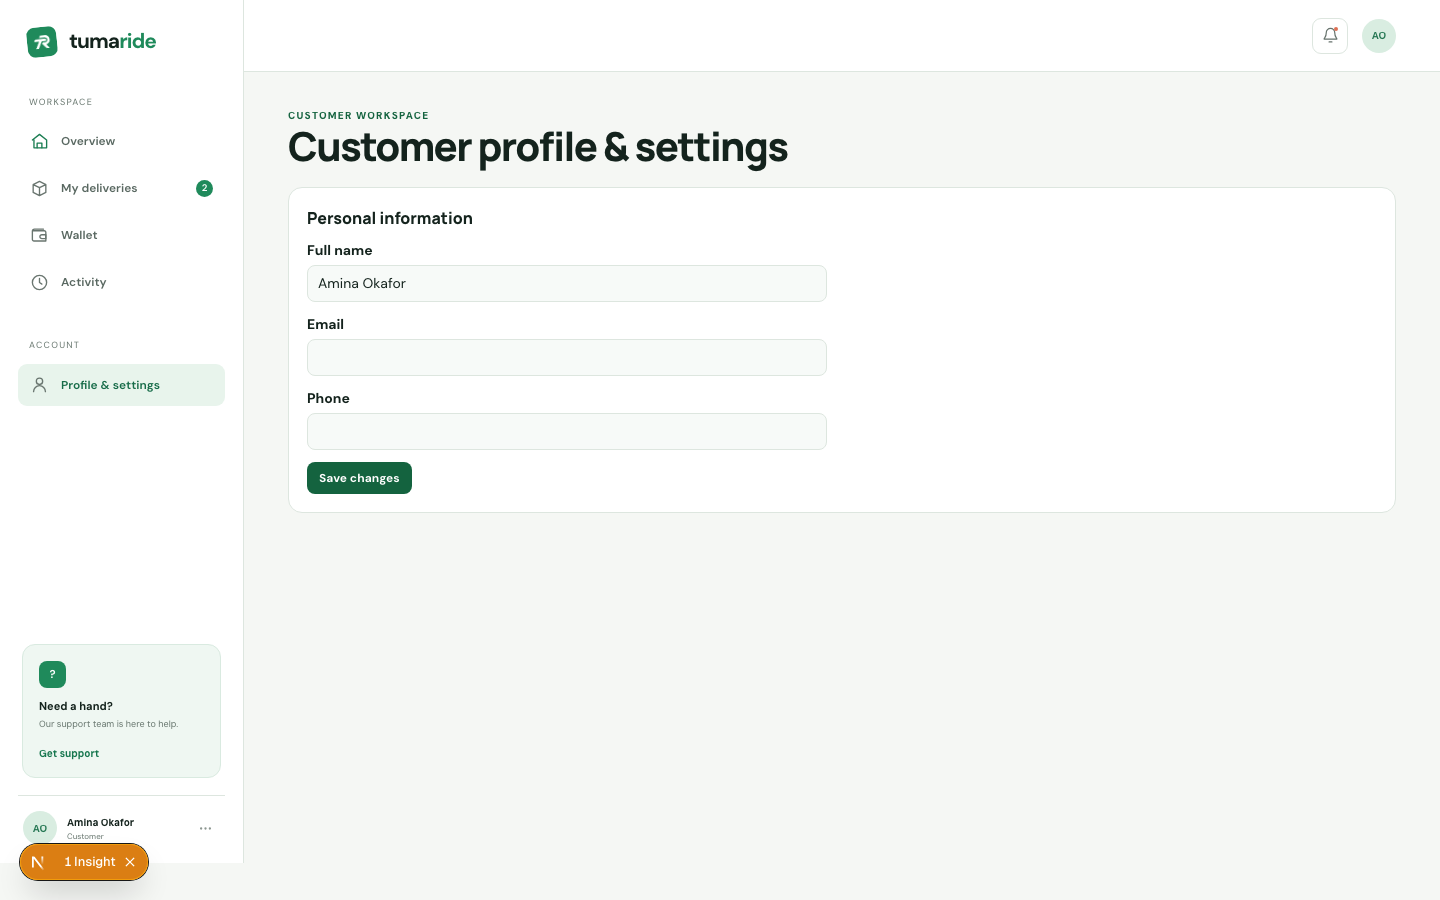 tumaride
AO
WORKSPACE
Overview
My deliveries 2
Wallet
Activity
ACCOUNT
Profile & settings
CUSTOMER WORKSPACE
Customer profile & settings
Personal information
Full name
Amina Okafor
Email
Phone
Save changes
?
Need a hand?
Our support team is here to help.
Get support
AO
Amina Okafor
Customer
N 1 Insight